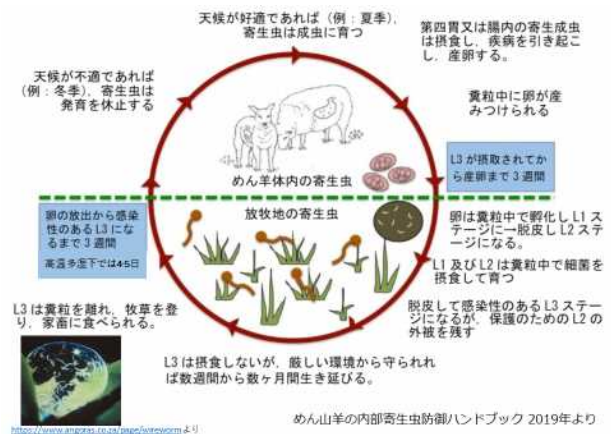 天候が好適であれば(例:夏季),
寄生虫は成虫に育つ
第四胃又は腸内の寄生成虫
は摂食し, 疾病を引き起こ
し, 産卵する。
天候が不適であれば
(例:冬季), 寄生虫は
発育を休止する
糞粒中に卵が産
みつけられる
めん羊体内の寄生虫
L3 が摂取されてか
ら産卵まで 3 週間
卵の放出から感染
性のある L3 にな
るまで 3 週間
高温多湿下では4-5日
放牧地の寄生虫
卵は糞粒中で孵化し L1 ス
テージに→脱皮し L2 ス
テージになる。
L1 及び L2 は糞粒中で細菌を
摂食して育つ
L3 は糞粒を離れ, 牧草を登
り, 家畜に食べられる。
脱皮して感染性のある L3 ステ
ージになるが, 保護のための L2 の
外被を残す
L3 は摂食しないが, 厳しい環境から守られれ
ば数週間から数ヶ月間生き延びる。
めん山羊の内部寄生虫防御ハンドブック 2019年より
https://www.angoras.co.za/page/wireworm より